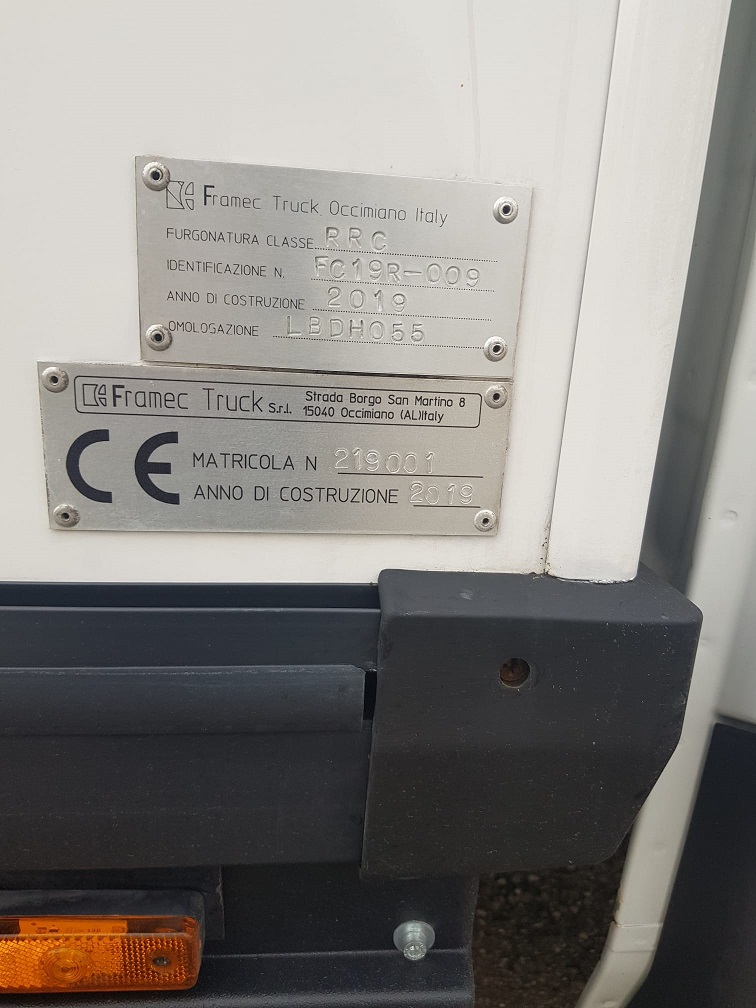 Framec Truck Occimiano Italy
FURGONATURA CLASSE RRC
IDENTIFICAZIONE N. FC19R-009
ANNO DI COSTRUZIONE 2019
OMOLOGAZIONE LBDH055
Framec Truck S.r.l. Strada Borgo San Martino 8
15040 Occimiano (AL)Italy
CE MATRICOLA N 219001
ANNO DI COSTRUZIONE 2019